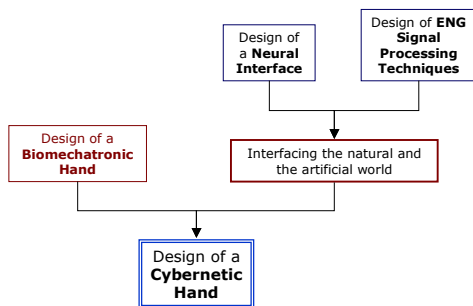 Design of
a Neural
Interface
Design of ENG
Signal
Processing
Techniques
Design of a
Biomechatronic
Hand
Interfacing the natural and
the artificial world
Design of a
Cybernetic
Hand